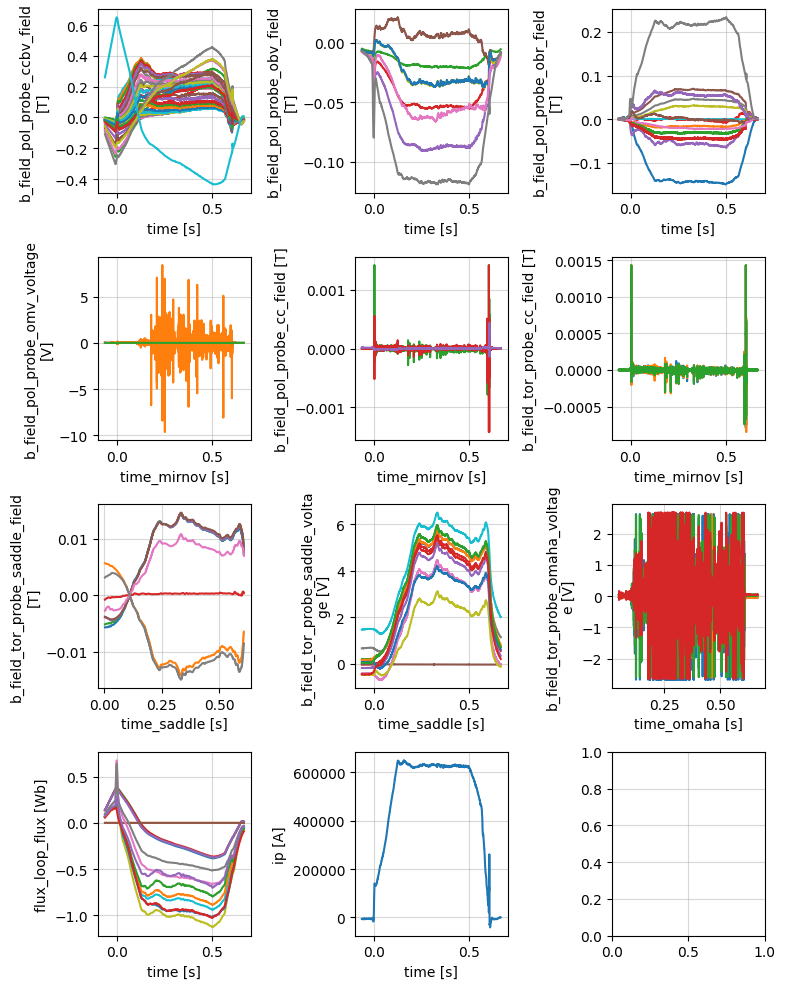 b_field_pol_probe_ccbv_field
[T]
0.6
0.4
0.2
0.0
−0.2
−0.4
0.0
0.5
time [s]
b_field_pol_probe_obv_field
[T]
0.00
−0.05
−0.10
0.0
0.5
time [s]
b_field_pol_probe_obr_field
[T]
0.2
0.1
0.0
−0.1
0.0
0.5
time [s]
b_field_pol_probe_omv_voltage
[V]
5
0
−5
−10
0.0
0.5
time_mirnov [s]
b_field_pol_probe_cc_field [T]
0.001
0.000
−0.001
0.0
0.5
time_mirnov [s]
b_field_tor_probe_cc_field [T]
0.0015
0.0010
0.0005
0.0000
−0.0005
0.0
0.5
time_mirnov [s]
b_field_tor_probe_saddle_field
[T]
0.01
0.00
−0.01
0.00
0.25
0.50
time_saddle [s]
b_field_tor_probe_saddle_volta
ge [V]
6
4
2
0
0.0
0.5
time_saddle [s]
b_field_tor_probe_omaha_voltag
e [V]
2
1
0
−1
−2
0.25
0.50
time_omaha [s]
flux_loop_flux [Wb]
0.5
0.0
−0.5
−1.0
0.0
0.5
time [s]
ip [A]
600000
400000
200000
0
0.0
0.5
time [s]
1.0
0.8
0.6
0.4
0.2
0.0
0.0
0.5
1.0